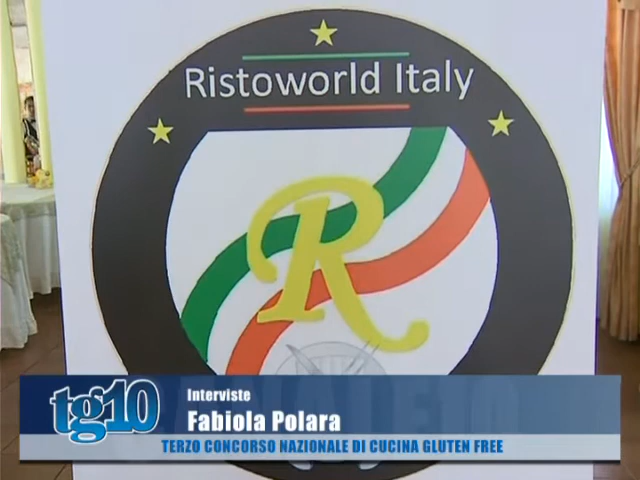 Ristoworld Italy
R
tg10
Interviste
Fabiola Polara
TERZO CONCORSO NAZIONALE DI CUCINA GLUTEN FREE